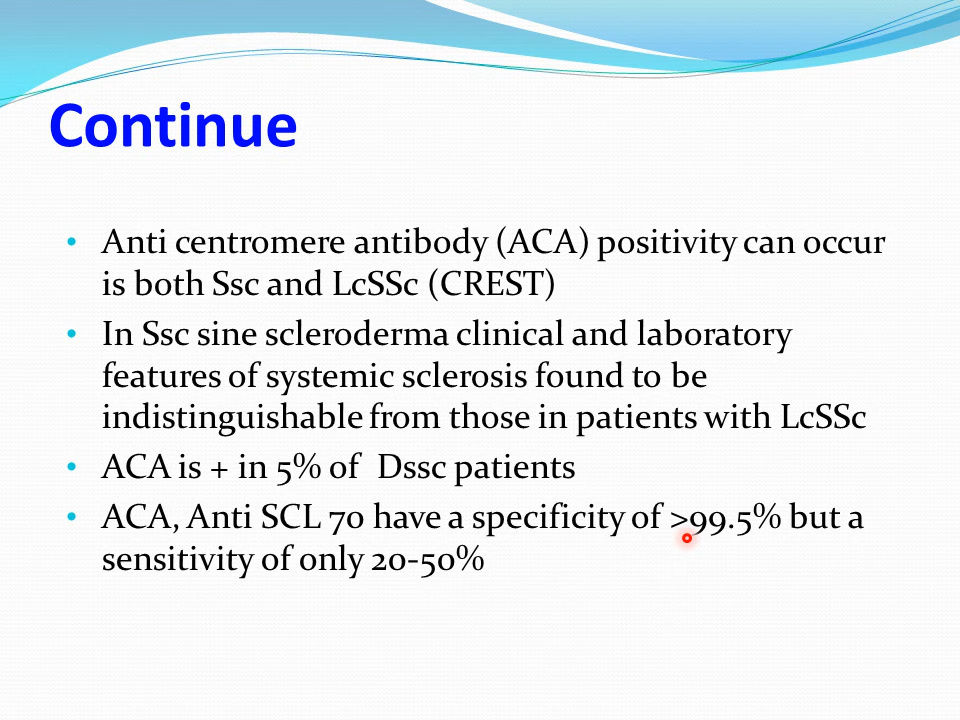 Continue
• Anti centromere antibody (ACA) positivity can occur
is both Ssc and LcSSc (CREST)
• In Ssc sine scleroderma clinical and laboratory
features of systemic sclerosis found to be
indistinguishable from those in patients with LcSSc
• ACA is + in 5% of  Dssc patients
• ACA, Anti SCL 70 have a specificity of >99.5% but a
sensitivity of only 20-50%